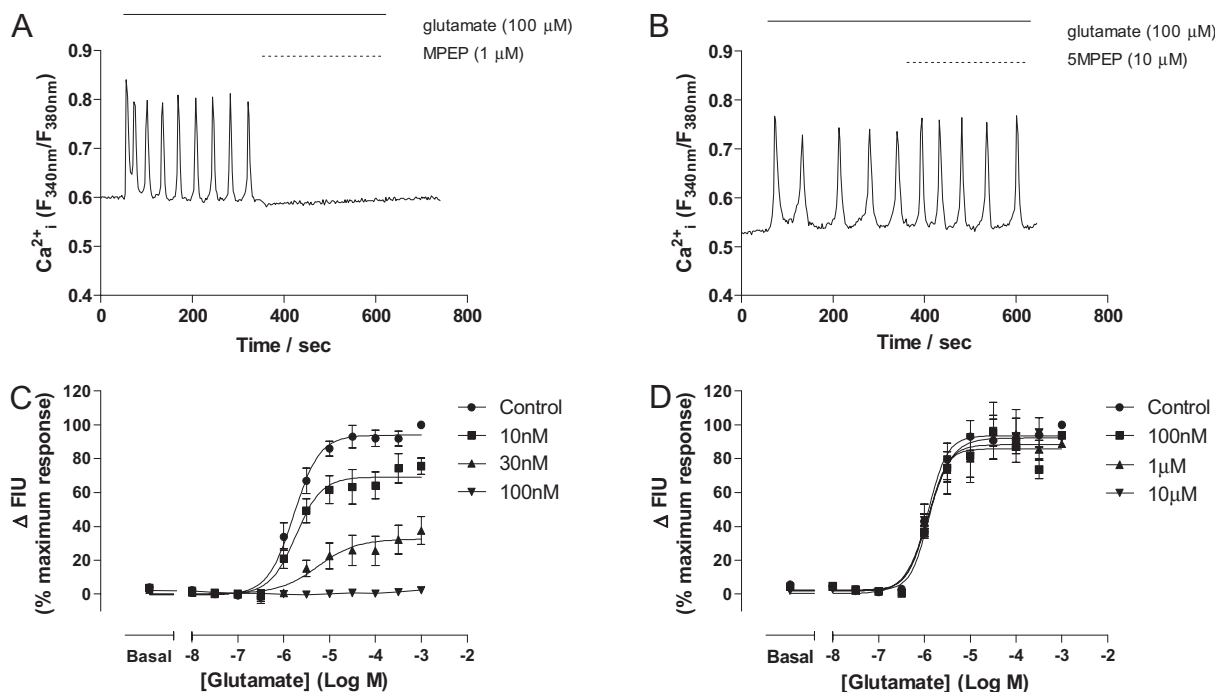 A
glutamate (100 μM)
MPEP (1 μM)
Ca2+i (F340nm/F380nm)
0.9
0.8
0.7
0.6
0.5
0.4
0 200 400 600 800
Time / sec
B
glutamate (100 μM)
5MPEP (10 μM)
Ca2+i (F340nm/F380nm)
0.9
0.8
0.7
0.6
0.5
0.4
0 200 400 600 800
Time / sec
C
Δ FIU
(% maximum response)
120
100
80
60
40
20
0
Control
10nM
30nM
100nM
Basal -8 -7 -6 -5 -4 -3 -2
[Glutamate] (Log M)
D
Δ FIU
(% maximum response)
120
100
80
60
40
20
0
Control
100nM
1μM
10μM
Basal -8 -7 -6 -5 -4 -3 -2
[Glutamate] (Log M)